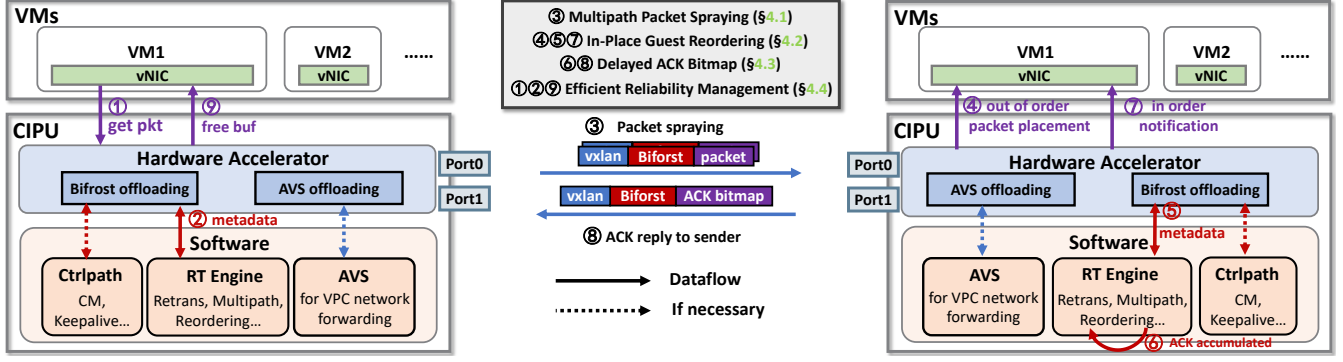 VMs
VM1
vNIC
VM2
vNIC
……
① get pkt
⑨ free buf
CIPU
Hardware Accelerator
Bifrost offloading
AVS offloading
Port0
Port1
② metadata
Software
Ctrlpath
CM,
Keepalive…
RT Engine
Retrans, Multipath,
Reordering…
AVS
for VPC network
forwarding
③ Multipath Packet Spraying (§4.1)
④⑤⑦ In-Place Guest Reordering (§4.2)
⑥⑧ Delayed ACK Bitmap (§4.3)
①②⑨ Efficient Reliability Management (§4.4)
③ Packet spraying
vxlan Biforst packet
vxlan Biforst ACK bitmap
⑧ ACK reply to sender
Dataflow
If necessary
VMs
VM1
vNIC
VM2
vNIC
……
④ out of order
packet placement
⑦ in order
notification
CIPU
Hardware Accelerator
Port0
Port1
AVS offloading
Bifrost offloading
⑤
metadata
Software
AVS
for VPC network
forwarding
RT Engine
Retrans, Multipath,
Reordering…
Ctrlpath
CM,
Keepalive…
⑥ ACK accumulated